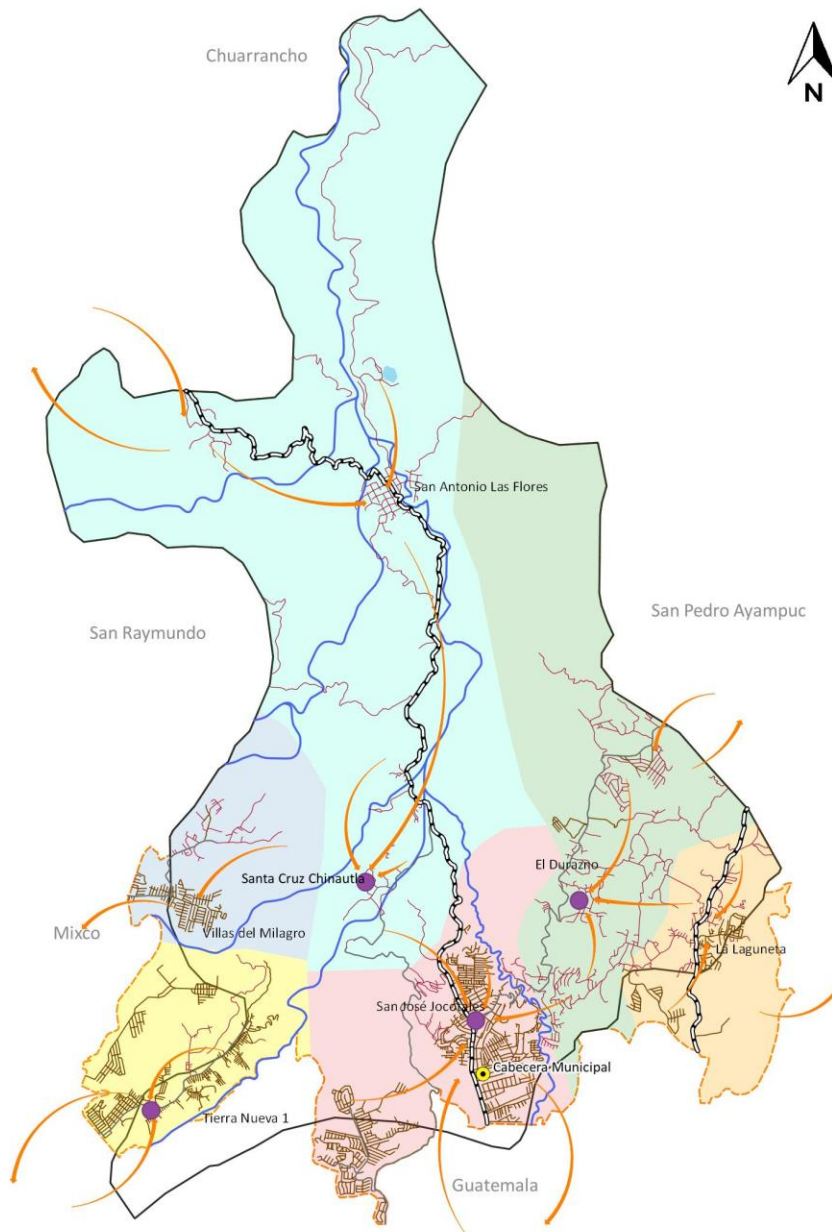 Chuarrancho
N
San Antonio Las Flores
San Pedro Ayampuc
San Raymundo
El Durazno
Santa Cruz Chinautla
Mixco
Villas del Milagro
La Laguneta
San José Jocotales
Cabecera Municipal
Tierra Nueva 1
Guatemala